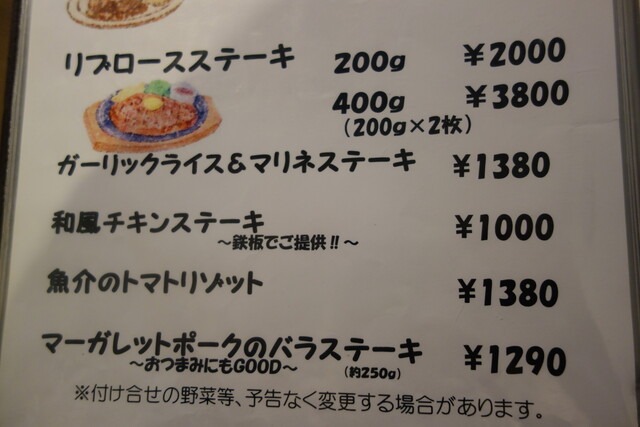 リブロースステーキ 200g ¥2000
400g ¥3800
(200g×2枚)
ガーリックライス&マリネステーキ ¥1380
和風チキンステーキ ¥1000
～鉄板でご提供!!～
魚介のトマトリゾット ¥1380
マーガレットポークのバラステーキ ¥1290
～おつまみにもGOOD～ (約250g)
※付け合せの野菜等、予告なく変更する場合があります。